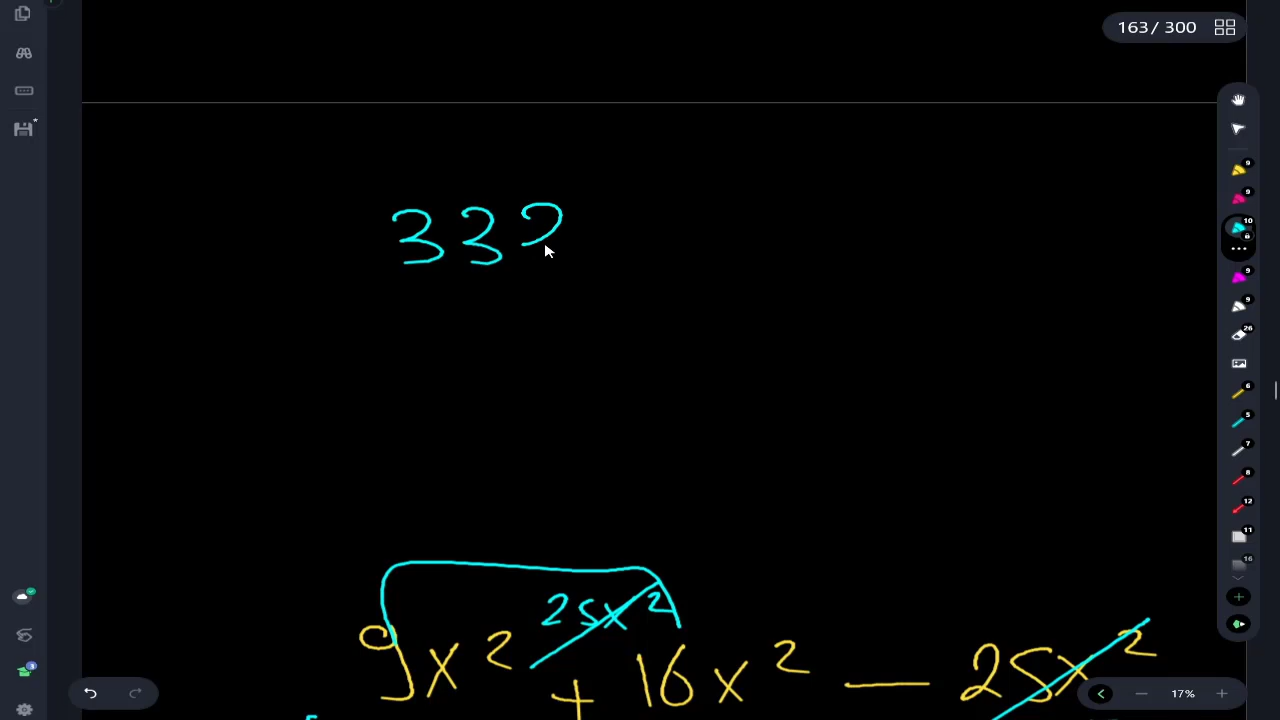 163 / 300
332
25x²
9x² + 16x² — 25x²
17%